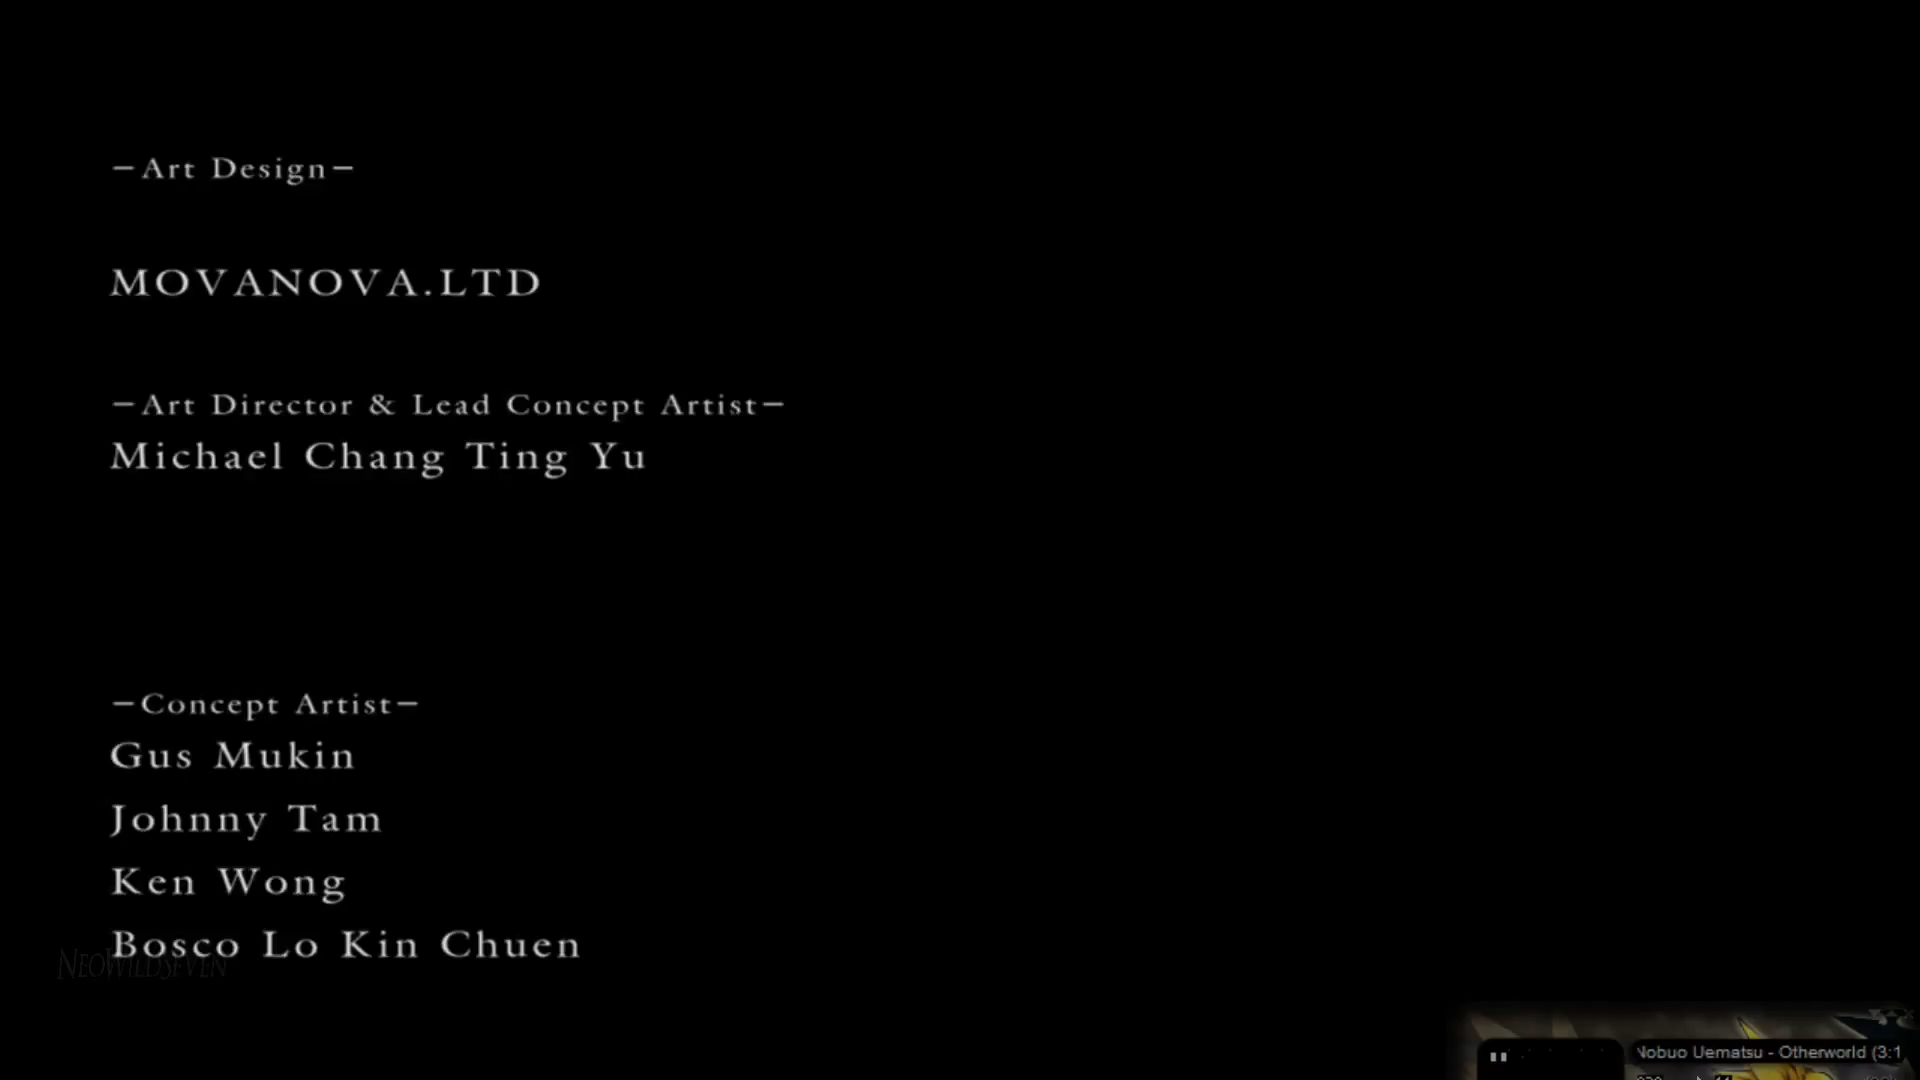 —Art Design—
MOVANOVA.LTD
—Art Director & Lead Concept Artist—
Michael Chang Ting Yu
—Concept Artist—
Gus Mukin
Johnny Tam
Ken Wong
Bosco Lo Kin Chuen
NeoWildseven
Nobuo Uematsu - Otherworld (3:1